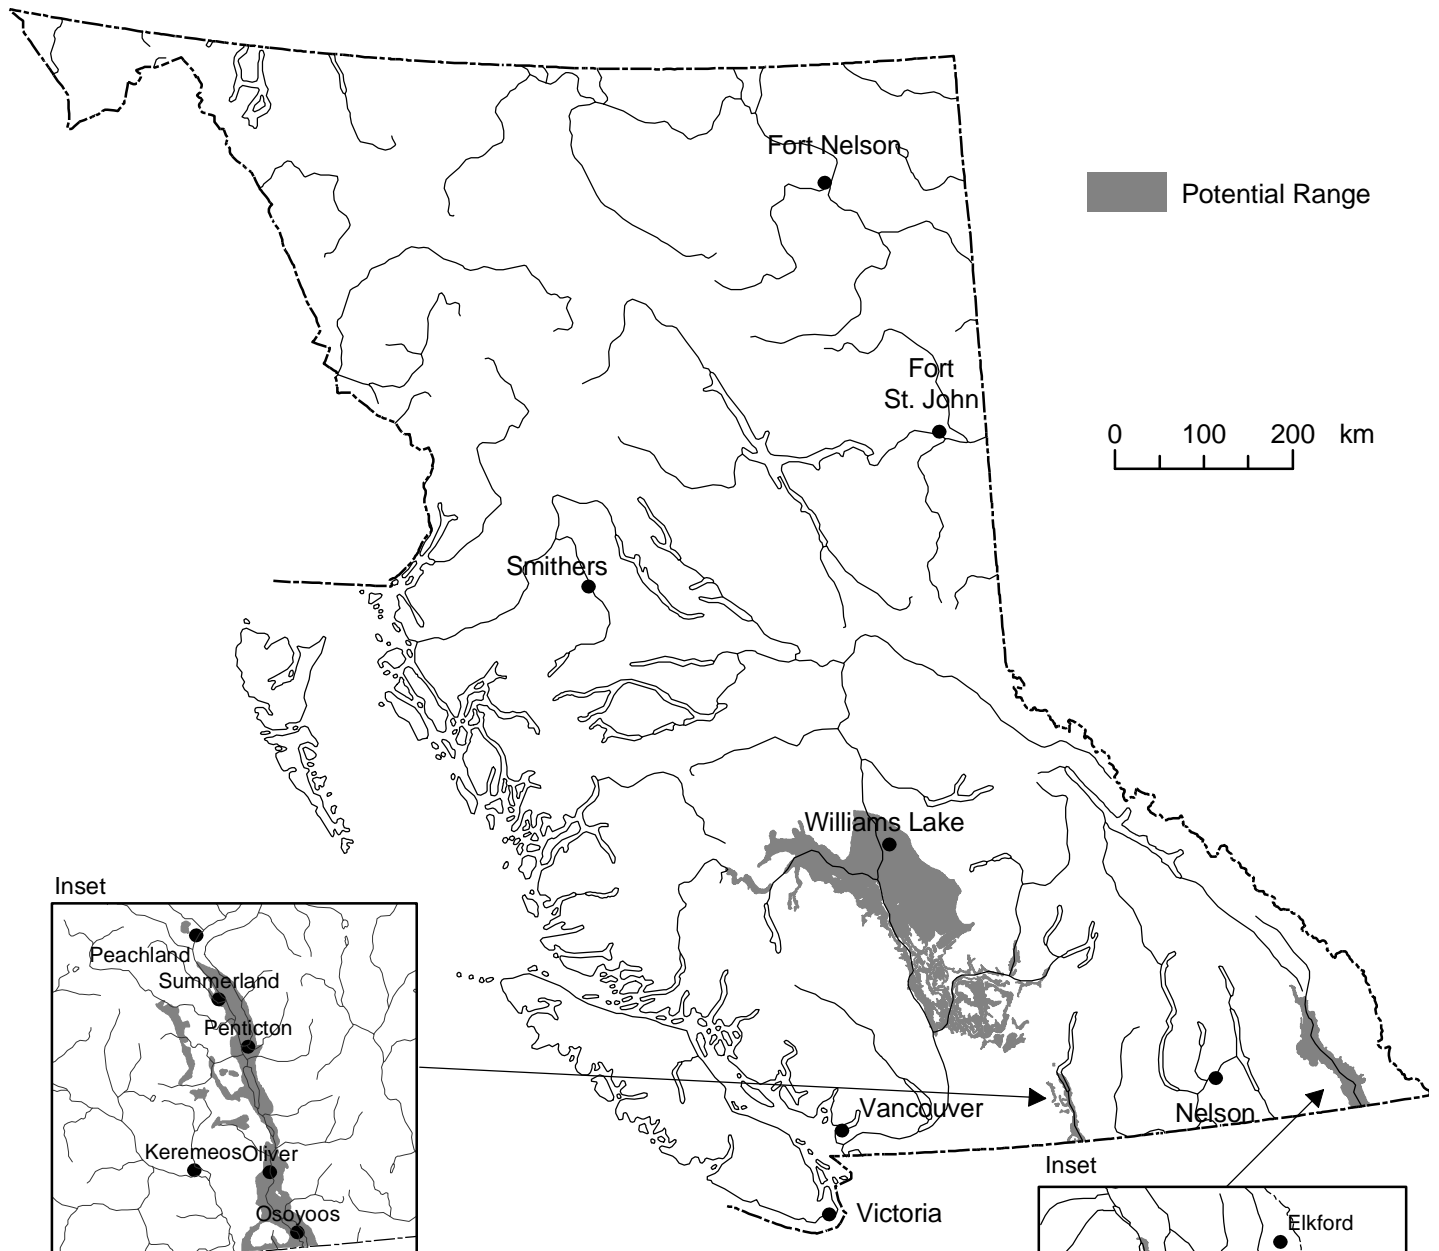 Fort Nelson
Potential Range
Fort
St. John
0 100 200 km
Smithers
Williams Lake
Inset
Peachland
Summerland
Penticton
Keremeos
Oliver
Osoyoos
Vancouver
Nelson
Inset
Victoria
Elkford